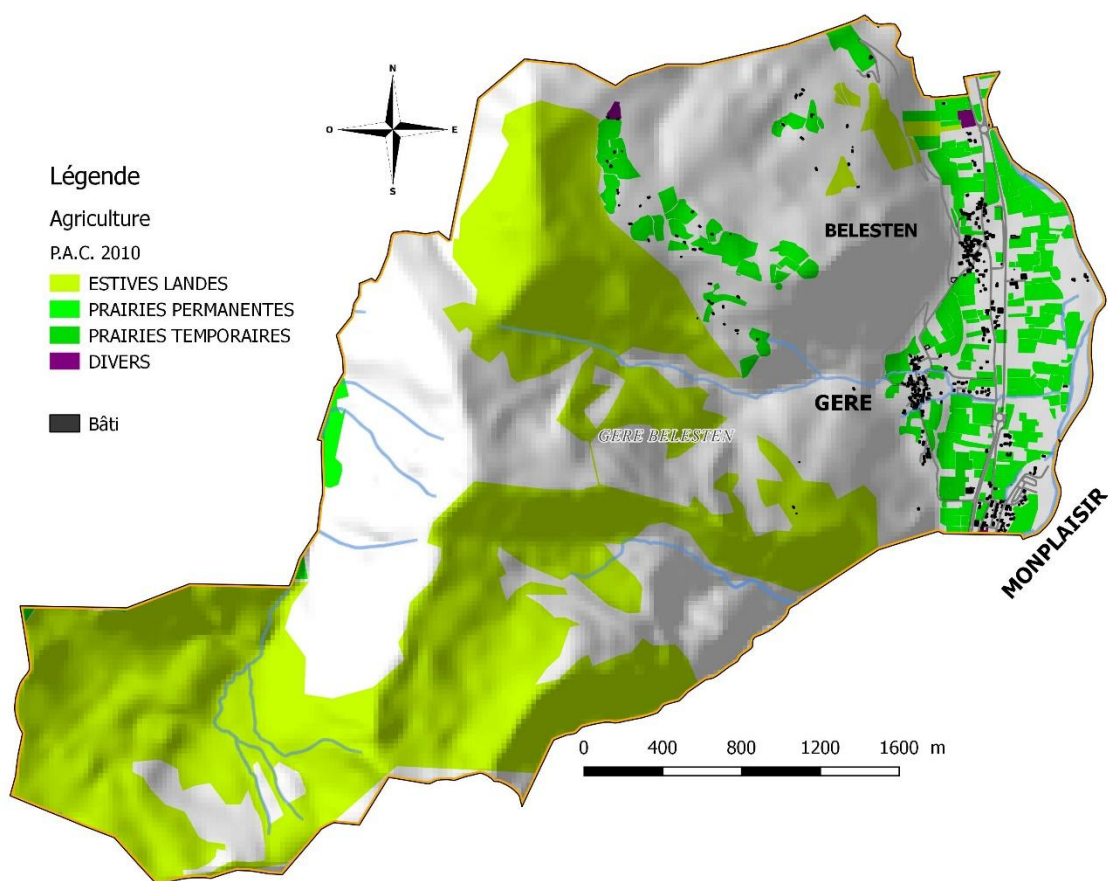 N
O
E
S
Légende
Agriculture
P.A.C. 2010
ESTIVES LANDES
PRAIRIES PERMANENTES
PRAIRIES TEMPORAIRES
DIVERS
Bâti
BELESTEN
GERE
GERE BELESTEN
MONPLAISIR
0 400 800 1200 1600 m